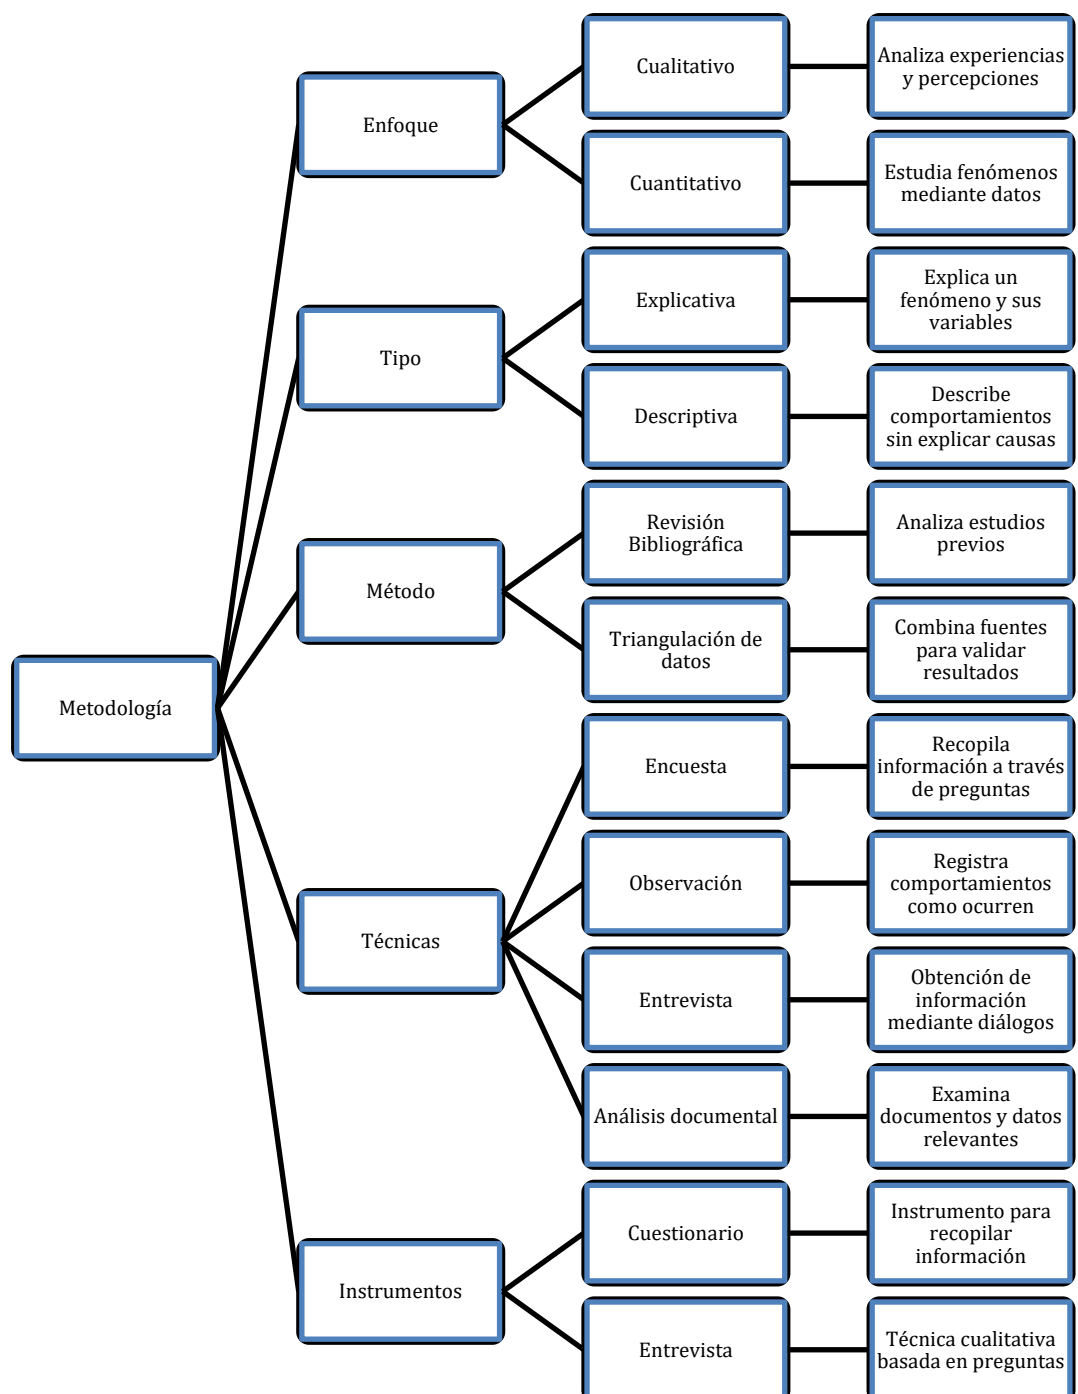 Metodología
Enfoque
Cualitativo
Analiza experiencias
y percepciones
Cuantitativo
Estudia fenómenos
mediante datos
Tipo
Explicativa
Explica un
fenómeno y sus
variables
Descriptiva
Describe
comportamientos
sin explicar causas
Método
Revisión
Bibliográfica
Analiza estudios
previos
Triangulación de
datos
Combina fuentes
para validar
resultados
Técnicas
Encuesta
Recopila
información a través
de preguntas
Observación
Registra
comportamientos
como ocurren
Entrevista
Obtención de
información
mediante diálogos
Análisis documental
Examina
documentos y datos
relevantes
Instrumentos
Cuestionario
Instrumento para
recopilar
información
Entrevista
Técnica cualitativa
basada en preguntas